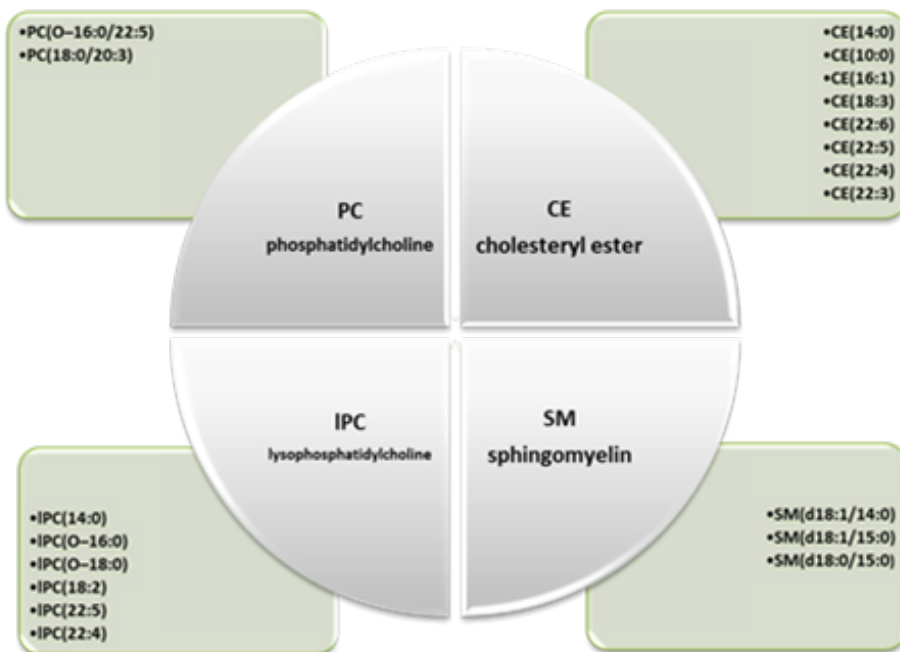 •PC(O–16:0/22:5)
•PC(18:0/20:3)
•CE(14:0)
•CE(10:0)
•CE(16:1)
•CE(18:3)
•CE(22:6)
•CE(22:5)
•CE(22:4)
•CE(22:3)
PC
phosphatidylcholine
CE
cholesteryl ester
lPC
lysophosphatidylcholine
SM
sphingomyelin
•lPC(14:0)
•lPC(O–16:0)
•lPC(O–18:0)
•lPC(18:2)
•lPC(22:5)
•lPC(22:4)
•SM(d18:1/14:0)
•SM(d18:1/15:0)
•SM(d18:0/15:0)